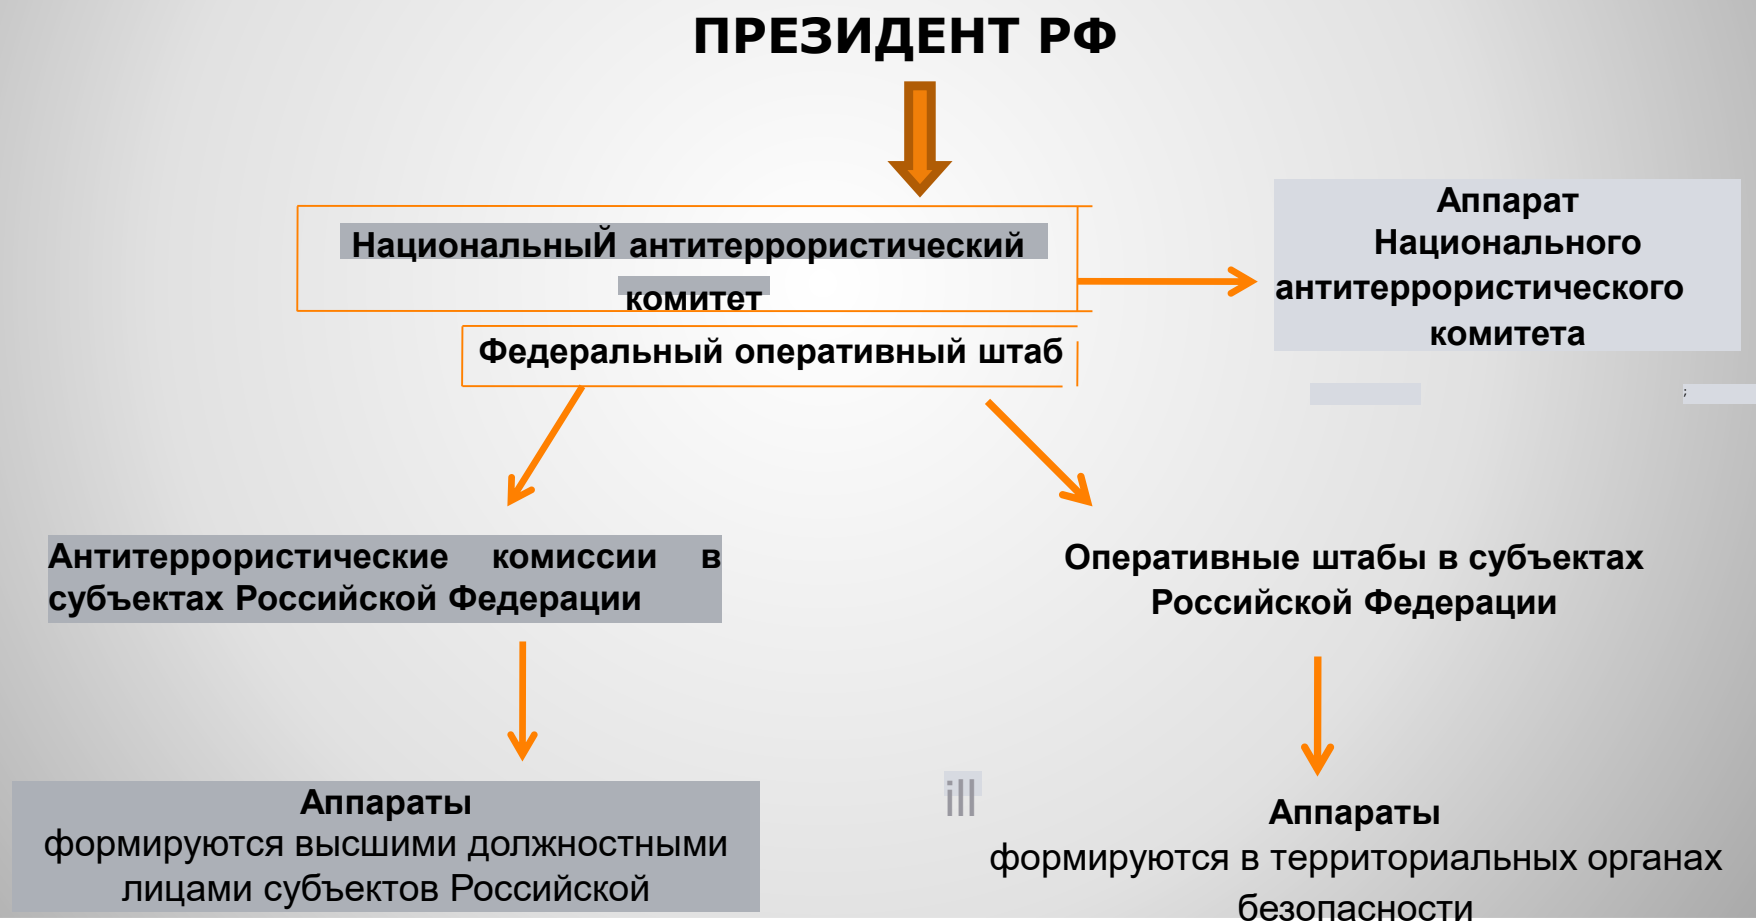 ПРЕЗИДЕНТ РФ
НациональныЙ антитеррористический
комитет
Федеральный оперативный штаб
Аппарат
Национального
антитеррористического
комитета
;
Антитеррористические комиссии в
субъектах Российской Федерации
Оперативные штабы в субъектах
Российской Федерации
Аппараты
формируются высшими должностными
лицами субъектов Российской
ill
Аппараты
формируются в территориальных органах
безопасности